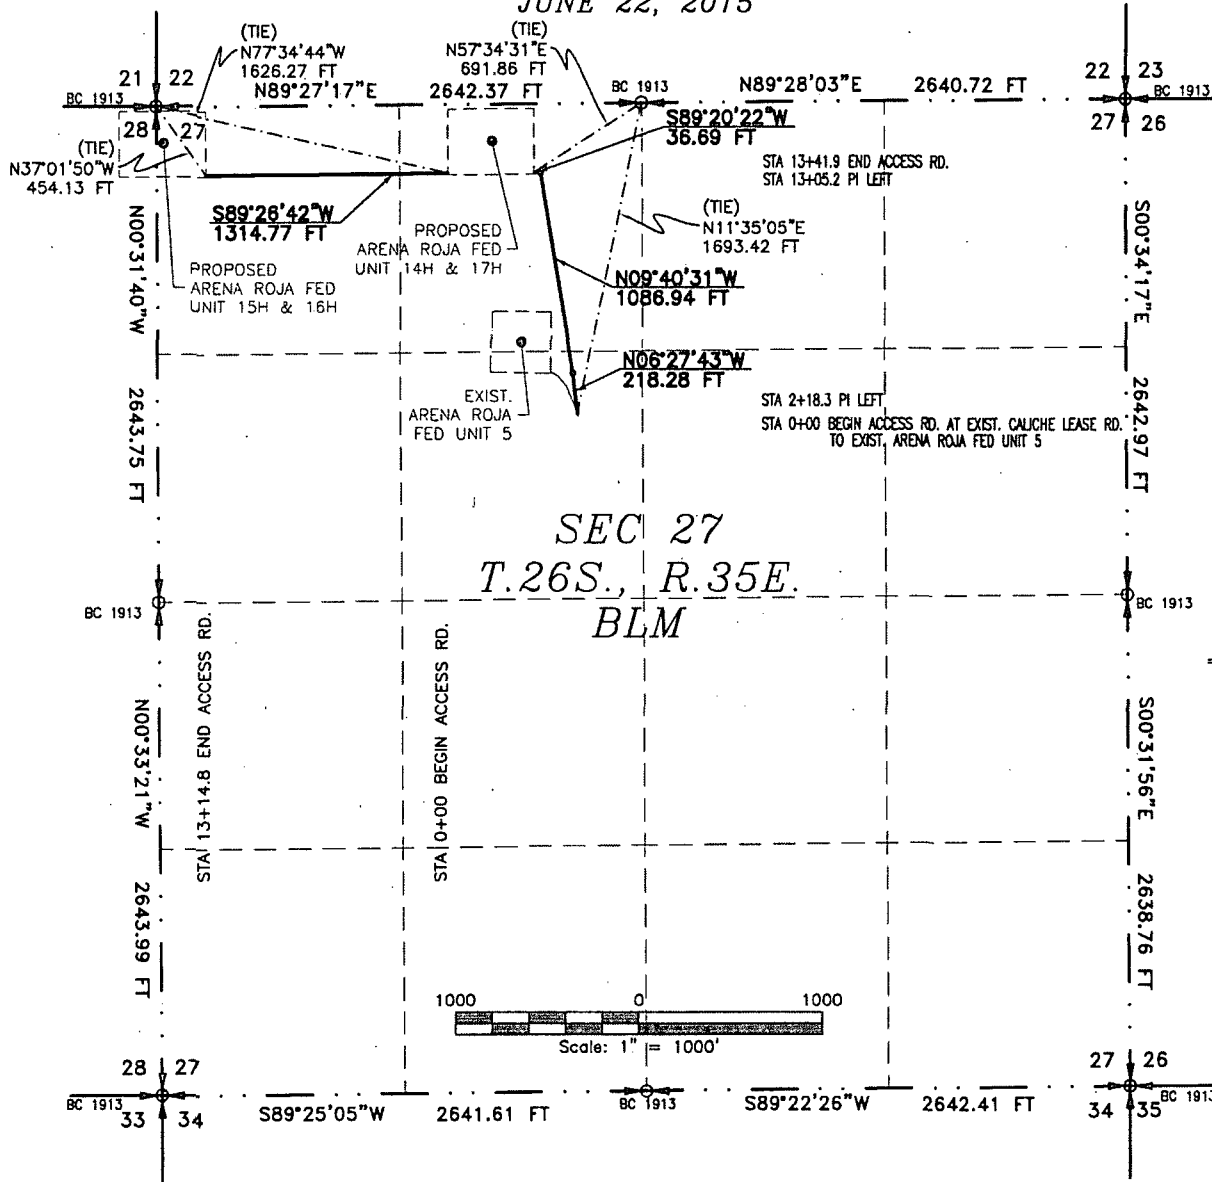 JUNE 22, 2015
(TIE)
N77°34'44"W
1626.27 FT
(TIE)
N57°34'31"E
691.86 FT
21 22
28 27
BC 1913
N89°27'17"E 2642.37 FT
BC 1913
N89°28'03"E 2640.72 FT
22 23
27 26
BC 1913
(TIE)
N37°01'50"W
454.13 FT
S89°20'22"W
36.69 FT
STA 13+41.9 END ACCESS RD.
STA 13+05.2 PI LEFT
S89°26'42"W
1314.77 FT
(TIE)
N11°35'05"E
1693.42 FT
PROPOSED
ARENA ROJA FED
UNIT 14H & 17H
PROPOSED
ARENA ROJA FED
UNIT 15H & 16H
N09°40'31"W
1086.94 FT
N00°31'40"W 2643.75 FT
S00°34'17"E 2642.97 FT
N06°27'43"W
218.28 FT
EXIST.
ARENA ROJA
FED UNIT 5
STA 2+18.3 PI LEFT
STA 0+00 BEGIN ACCESS RD. AT EXIST. CALICHE LEASE RD.
TO EXIST. ARENA ROJA FED UNIT 5
SEC 27
T.26S., R.35E.
BLM
BC 1913
BC 1913
STA 13+14.8 END ACCESS RD.
STA 0+00 BEGIN ACCESS RD.
N00°33'21"W 2643.99 FT
S00°31'56"E 2638.76 FT
1000 0 1000
Scale: 1" = 1000'
28 27
33 34
BC 1913
S89°25'05"W 2641.61 FT
BC 1913
S89°22'26"W 2642.41 FT
27 26
34 35
BC 1913